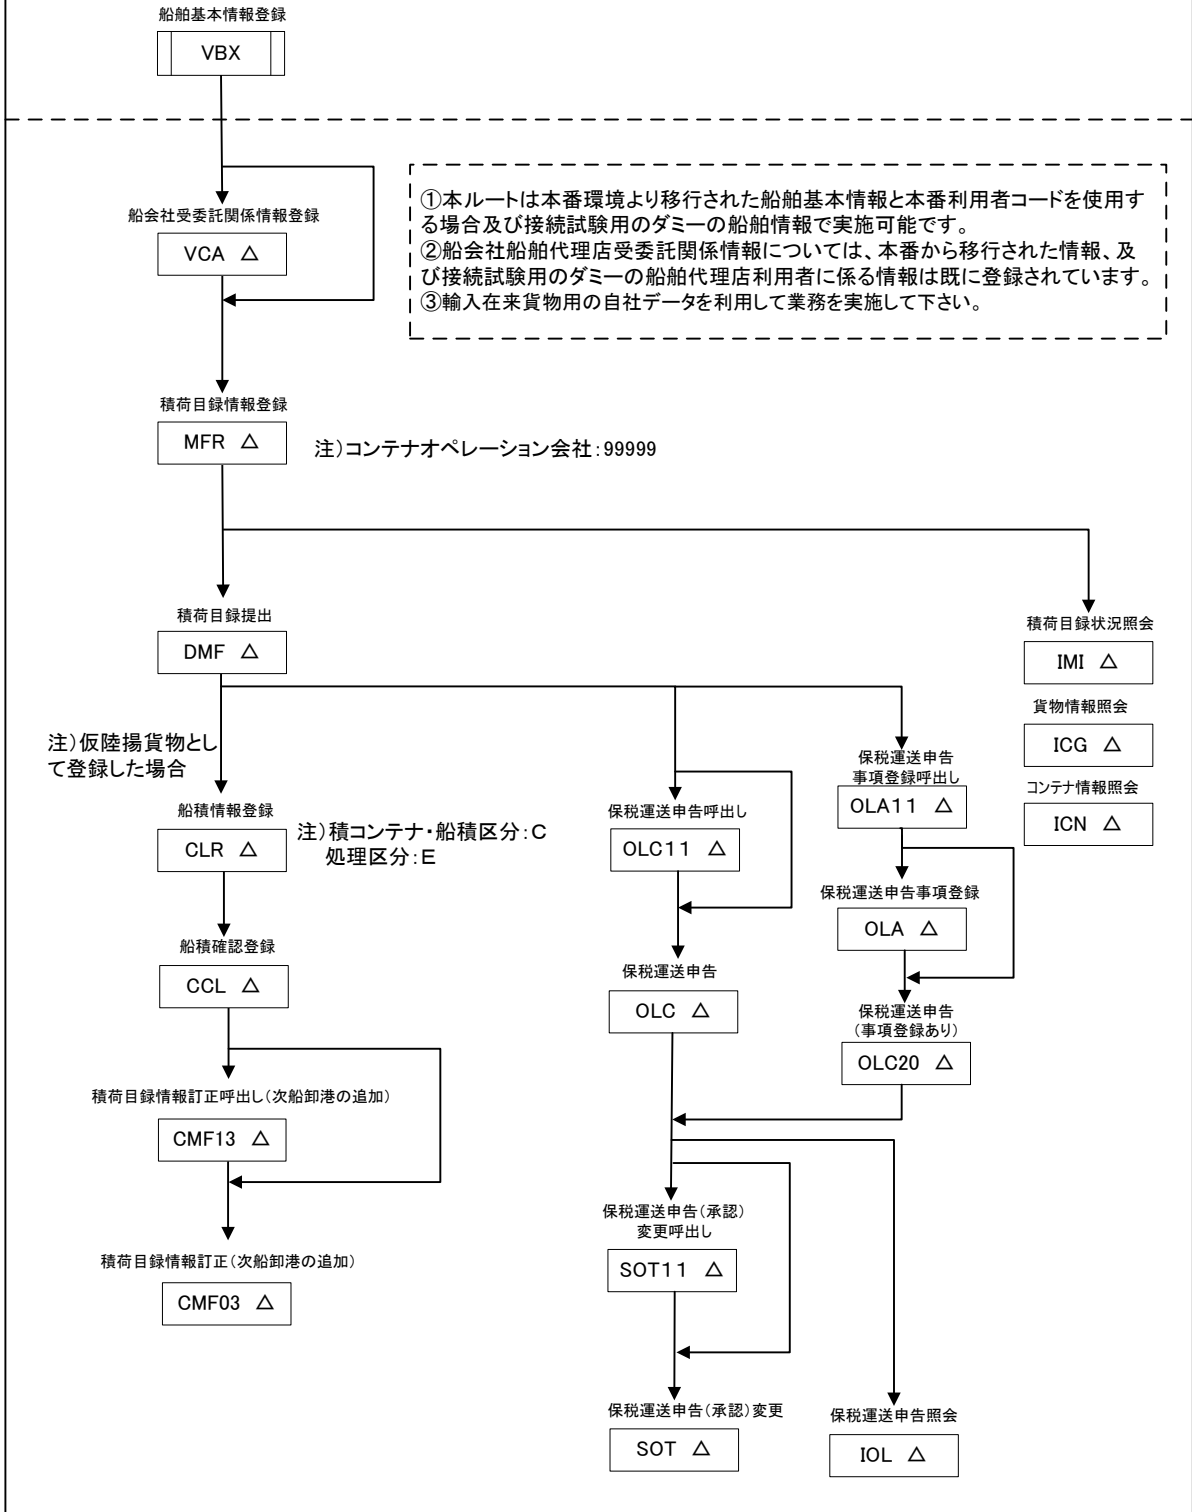 船舶基本情報登録
VBX
①本ルートは本番環境より移行された船舶基本情報と本番利用者コードを使用す
る場合及び接続試験用のダミーの船舶情報で実施可能です。
②船会社船舶代理店受委託関係情報については、本番から移行された情報、及
び接続試験用のダミーの船舶代理店利用者に係る情報は既に登録されています。
③輸入在来貨物用の自社データを利用して業務を実施して下さい。
船会社受委託関係情報登録
VCA △
積荷目録情報登録
MFR △
注)コンテナオペレーション会社:99999
積荷目録提出
DMF △
積荷目録状況照会
IMI △
貨物情報照会
ICG △
コンテナ情報照会
ICN △
注)仮陸揚貨物とし
て登録した場合
船積情報登録
CLR △
注)積コンテナ・船積区分:C
処理区分:E
船積確認登録
CCL △
積荷目録情報訂正呼出し(次船卸港の追加)
CMF13 △
積荷目録情報訂正(次船卸港の追加)
CMF03 △
保税運送申告呼出し
OLC11 △
保税運送申告
OLC △
保税運送申告
事項登録呼出し
OLA11 △
保税運送申告事項登録
OLA △
保税運送申告
(事項登録あり)
OLC20 △
保税運送申告(承認)
変更呼出し
SOT11 △
保税運送申告(承認)変更
SOT △
保税運送申告照会
IOL △